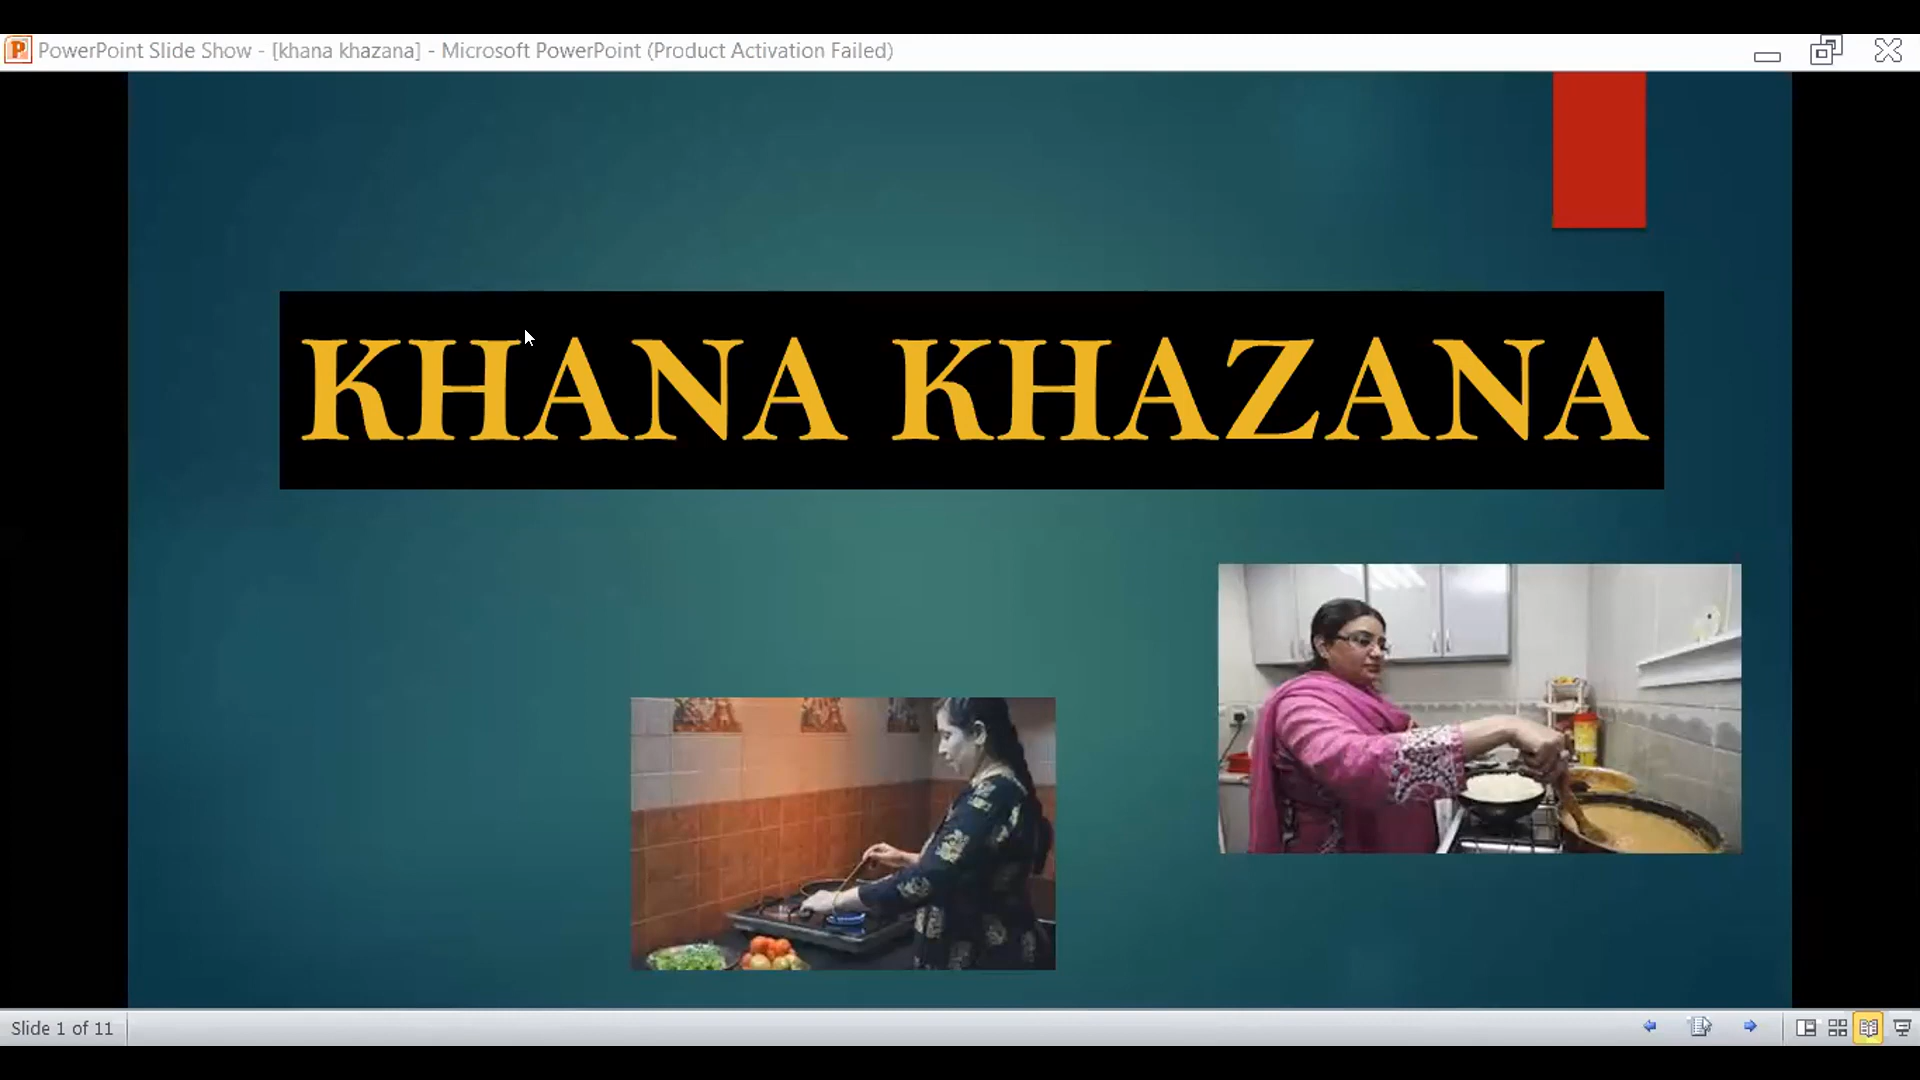 PowerPoint Slide Show - [khana khazana] - Microsoft PowerPoint (Product Activation Failed)
KHANA KHAZANA
Slide 1 of 11